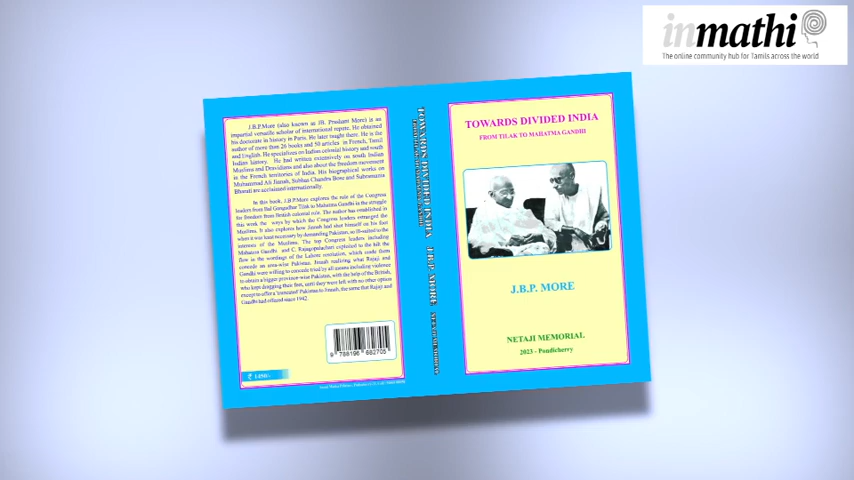 inmathi
The online community hub for Tamils across the world
J.B.P.More (also known as JB. Prashant More) is an
impartial versatile scholar of international repute. He obtained
his doctorate in history in Paris. He later taught there. He is the
author of more than 26 books and 50 articles in French, Tamil
and English. He specialises on Indian colonial history and south
Indian history. He has written extensively on south Indian
Muslims and Dravidians and also about the freedom movement
in the French territories of India. His biographical works on
Muhammad Ali Jinnah, Subhas Chandra Bose and Subramania
Bharati are acclaimed internationally.
In this book, J.B.P.More explores the role of the Congress
leaders from Bal Gangadhar Tilak to Mahatma Gandhi in the struggle
for freedom from British colonial rule. The author has established in
this work the ways by which the Congress leaders estranged the
Muslims. It also explores how Jinnah had shot himself on his foot
when it was least necessary by demanding Pakistan, so ill-suited to the
interests of the Muslims. The top Congress leaders including
Mahatma Gandhi and C. Rajagopalachari exploited to the hilt the
flaw in the wordings of the Lahore resolution, which made them
concede an area-wise Pakistan. Jinnah realizing what Rajaji and
Gandhi were willing to concede tried by all means including violence
to obtain a bigger province-wise Pakistan, with the help of the British,
who kept dragging their feet, until they were left with no other option
except to offer a 'truncated' Pakistan to Jinnah, the same that Rajaji and
Gandhi had offered since 1942.
9 788196 682705
₹ 1450/-
TOWARDS DIVIDED INDIA
J.B.P. MORE
TOWARDS DIVIDED INDIA
FROM TILAK TO MAHATMA GANDHI
J.B.P. MORE
NETAJI MEMORIAL
2023 - Pondicherry